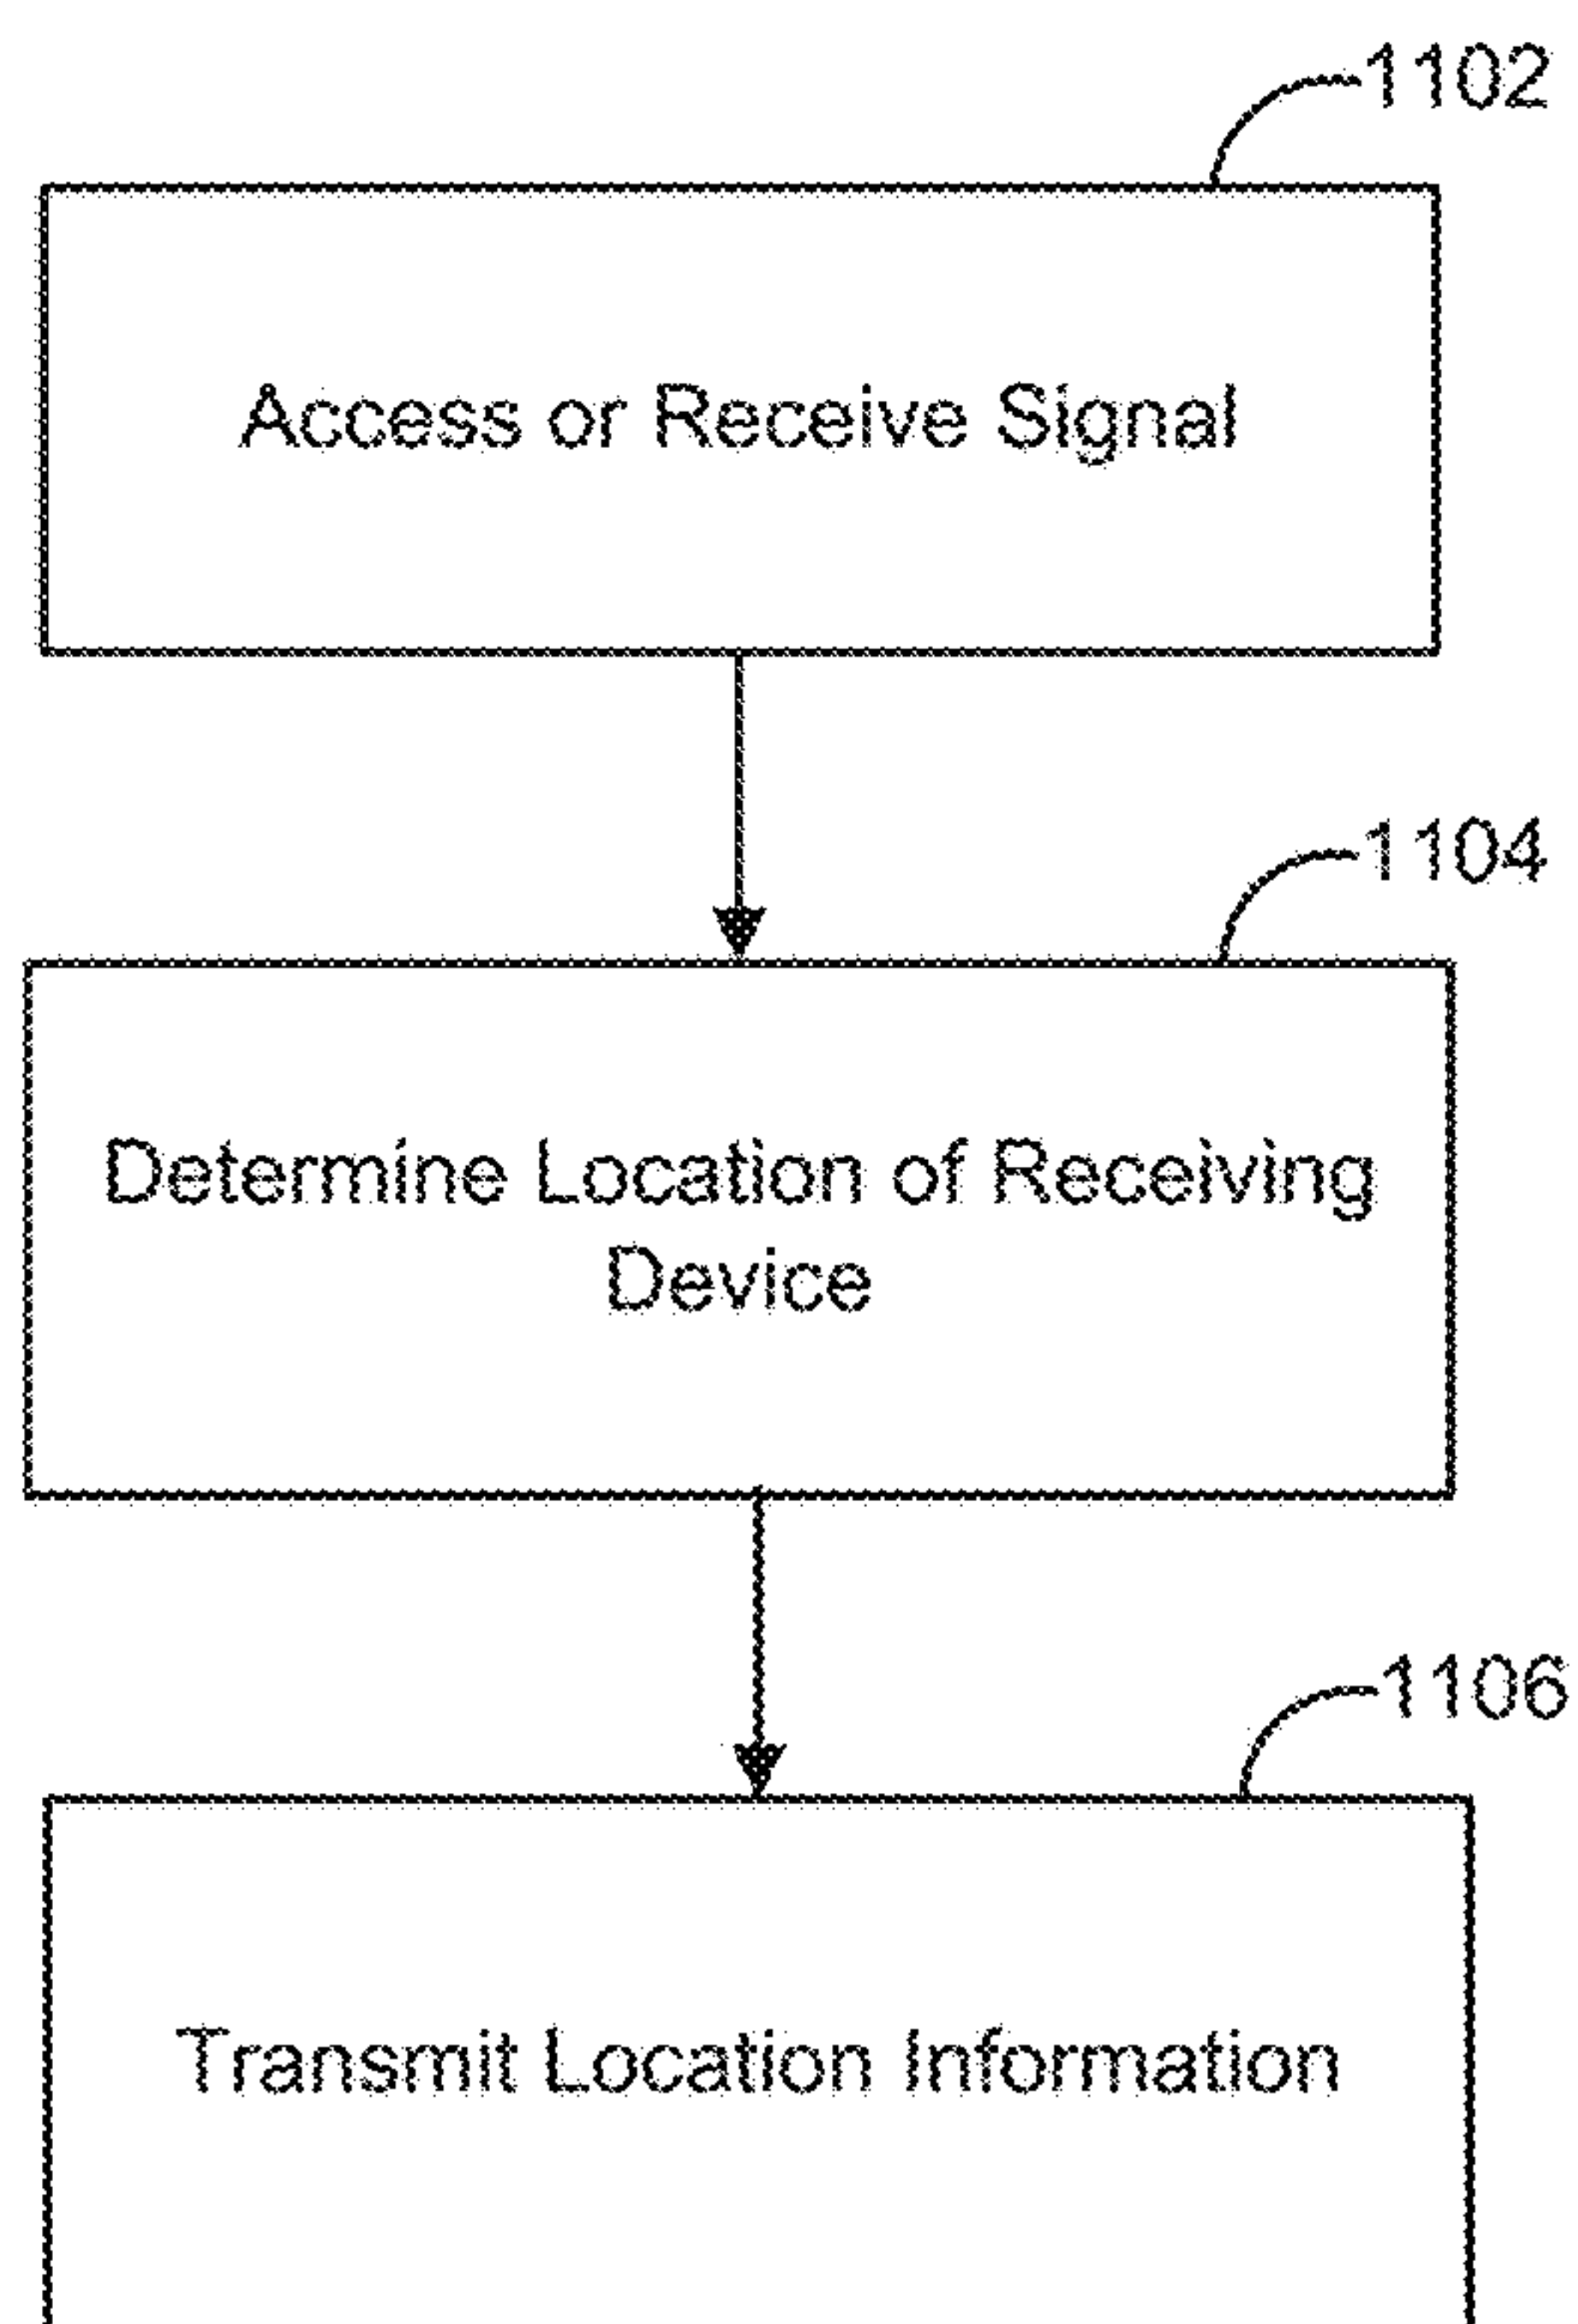 1102
Access or Receive Signal
1104
Determine Location of Receiving
Device
1106
Transmit Location Information